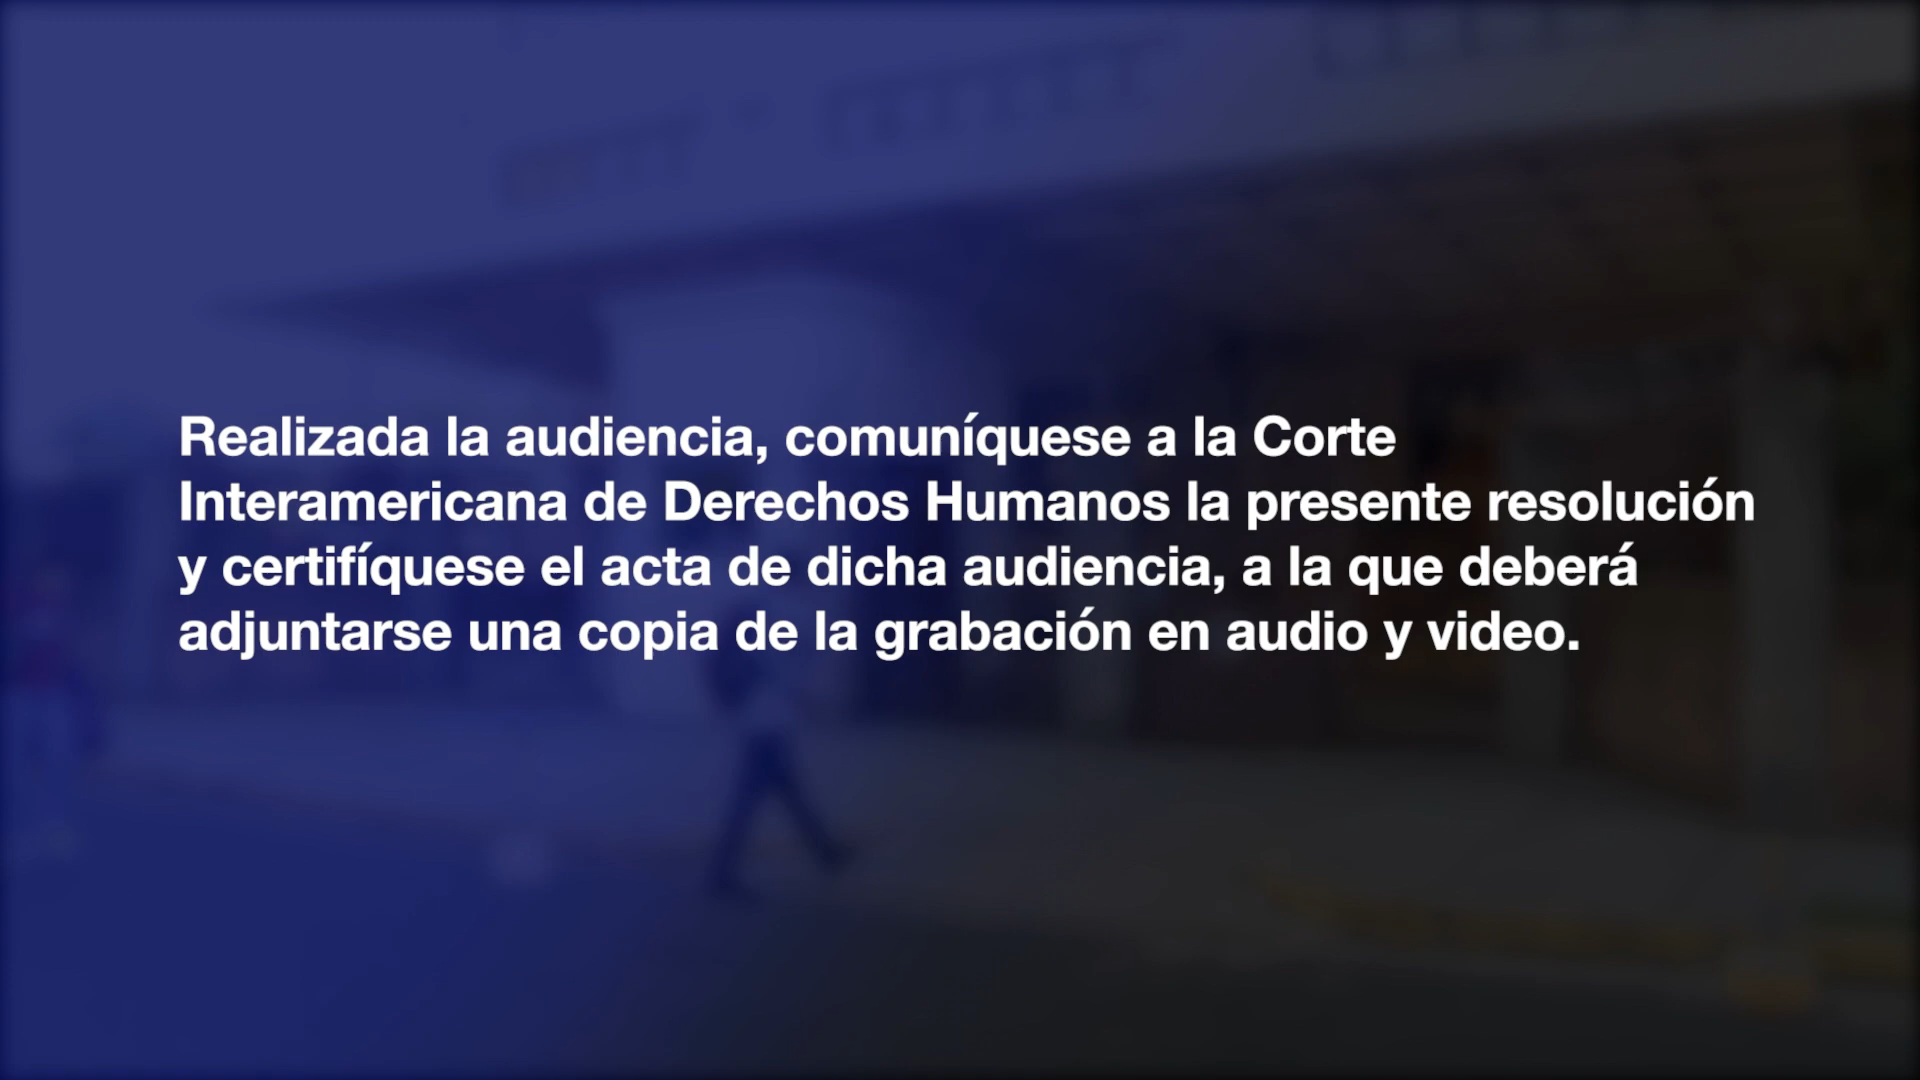 Realizada la audiencia, comuníquese a la Corte
Interamericana de Derechos Humanos la presente resolución
y certifíquese el acta de dicha audiencia, a la que deberá
adjuntarse una copia de la grabación en audio y video.